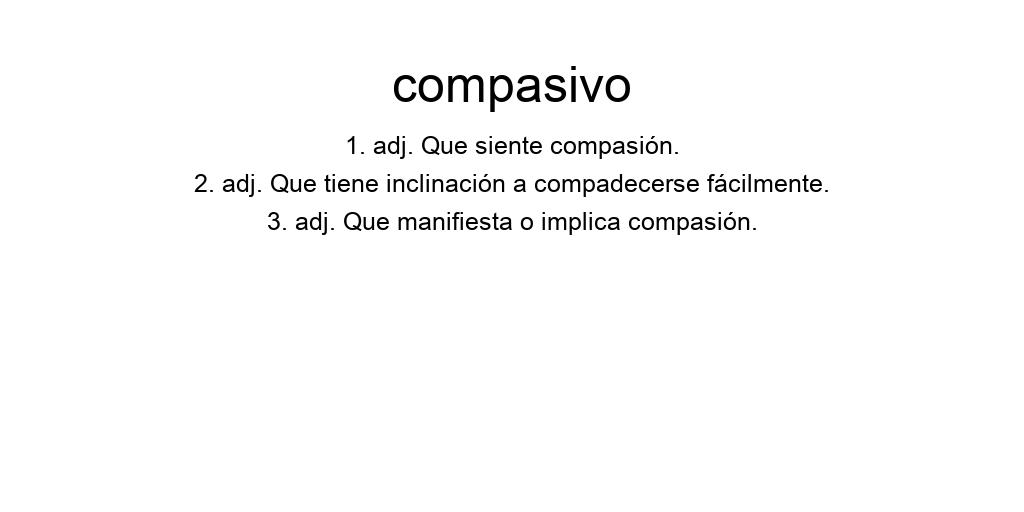 compasivo
1. adj. Que siente compasión.
2. adj. Que tiene inclinación a compadecerse fácilmente.
3. adj. Que manifiesta o implica compasión.